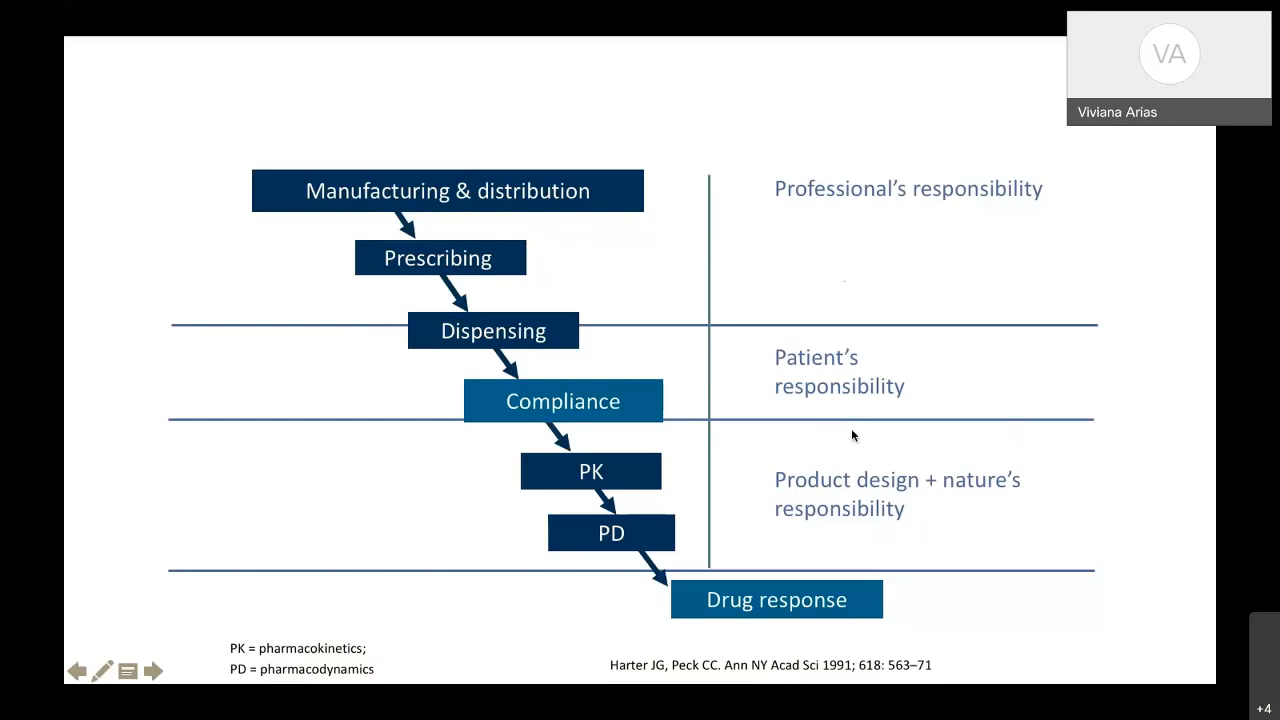 VA
Viviana Arias
Manufacturing & distribution
Professional’s responsibility
Prescribing
Dispensing
Patient’s
responsibility
Compliance
PK
Product design + nature’s
responsibility
PD
Drug response
PK = pharmacokinetics;
PD = pharmacodynamics
Harter JG, Peck CC. Ann NY Acad Sci 1991; 618: 563–71
+4